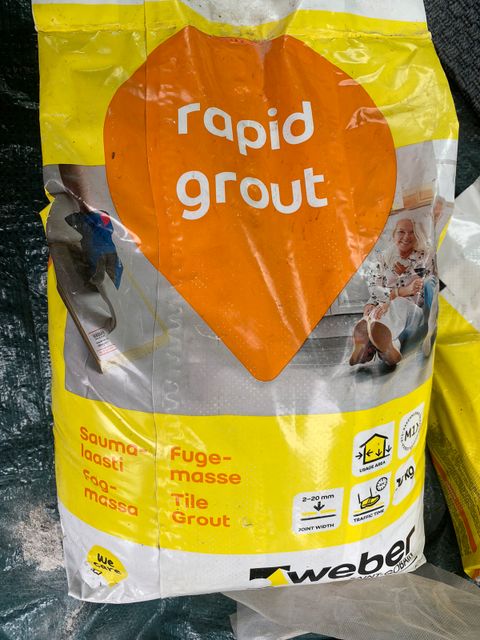 rapid
grout
Sauma-
laasti
Fog-
massa
Fuge-
masse
Tile
Grout
USAGE AREA
2-20 mm
JOINT WIDTH
TRAFFIC TIME
KG
We
care
weber